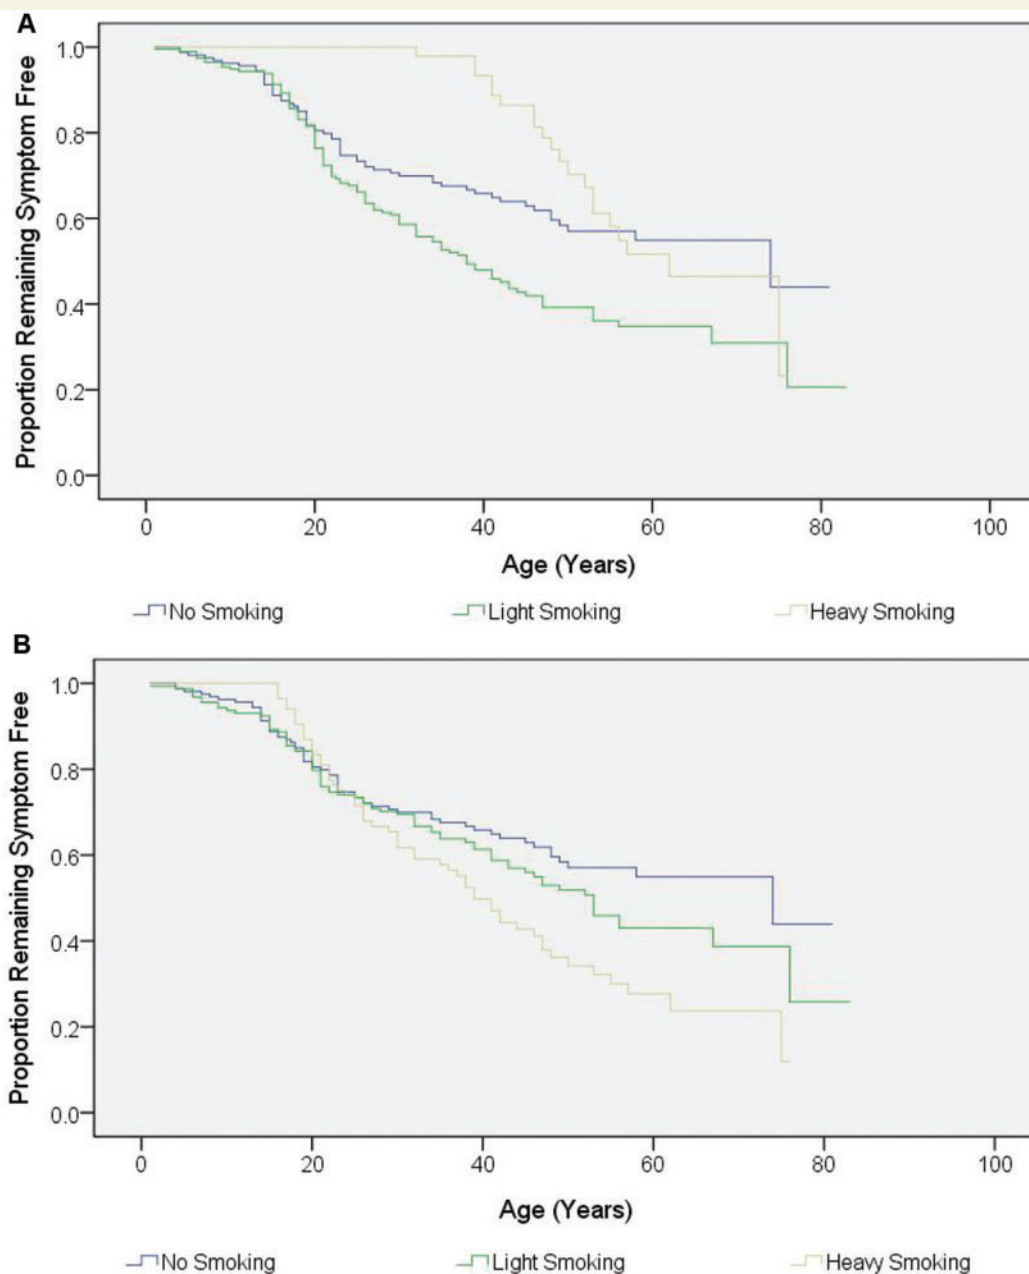 A
Proportion Remaining Symptom Free
1.0
0.8
0.6
0.4
0.2
0.0
0 20 40 60 80 100
Age (Years)
No Smoking Light Smoking Heavy Smoking
B
Proportion Remaining Symptom Free
1.0
0.8
0.6
0.4
0.2
0.0
0 20 40 60 80 100
Age (Years)
No Smoking Light Smoking Heavy Smoking